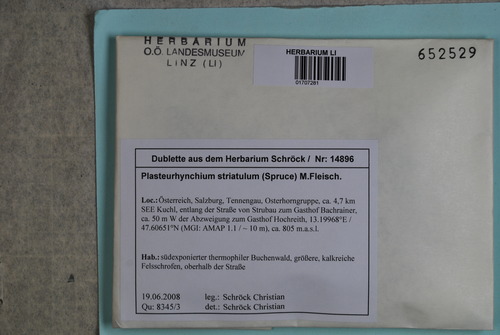 HERBARIUM
O.Ö. LANDESMUSEUM
LINZ (LI)
HERBARIUM LI
01707261
652529
Dublette aus dem Herbarium Schröck / Nr: 14896
Plasteurhynchium striatulum (Spruce) M.Fleisch.
Loc.: Österreich, Salzburg, Tennengau, Osterhorngruppe, ca. 4,7 km
SEE Kuchl, entlang der Straße von Strubau zum Gasthof Bachrainer,
ca. 50 m W der Abzweigung zum Gasthof Hochreith, 13.19968°E /
47.60651°N (MGI: AMAP 1.1 / ~ 10 m), ca. 805 m.a.s.l.
Hab.: südexponierter thermophiler Buchenwald, größere, kalkreiche
Felsschrofen, oberhalb der Straße
19.06.2008 leg.: Schröck Christian
Qu: 8345/3 det.: Schröck Christian